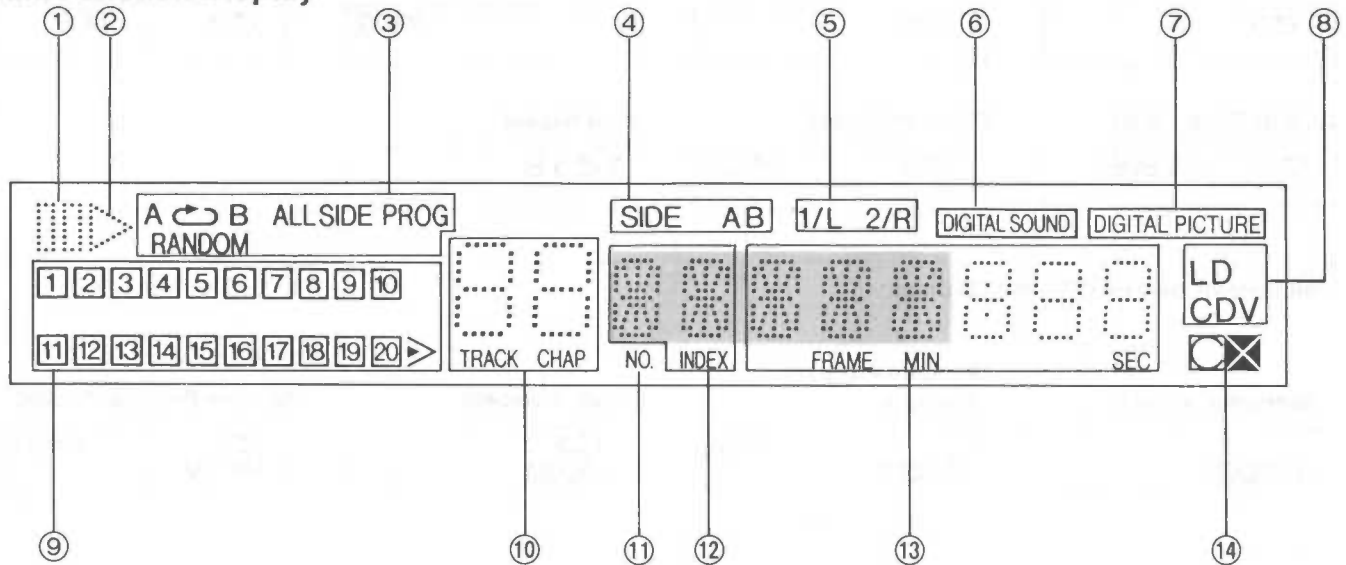 ① ② ③ ④ ⑤ ⑥ ⑦ ⑧
A B ALL SIDE PROG
RANDOM
SIDE A B
1/L 2/R
DIGITAL SOUND
DIGITAL PICTURE
LD
CDV
1 2 3 4 5 6 7 8 9 10
11 12 13 14 15 16 17 18 19 20
TRACK CHAP NO. INDEX FRAME MIN SEC
⑨ ⑩ ⑪ ⑫ ⑬ ⑭